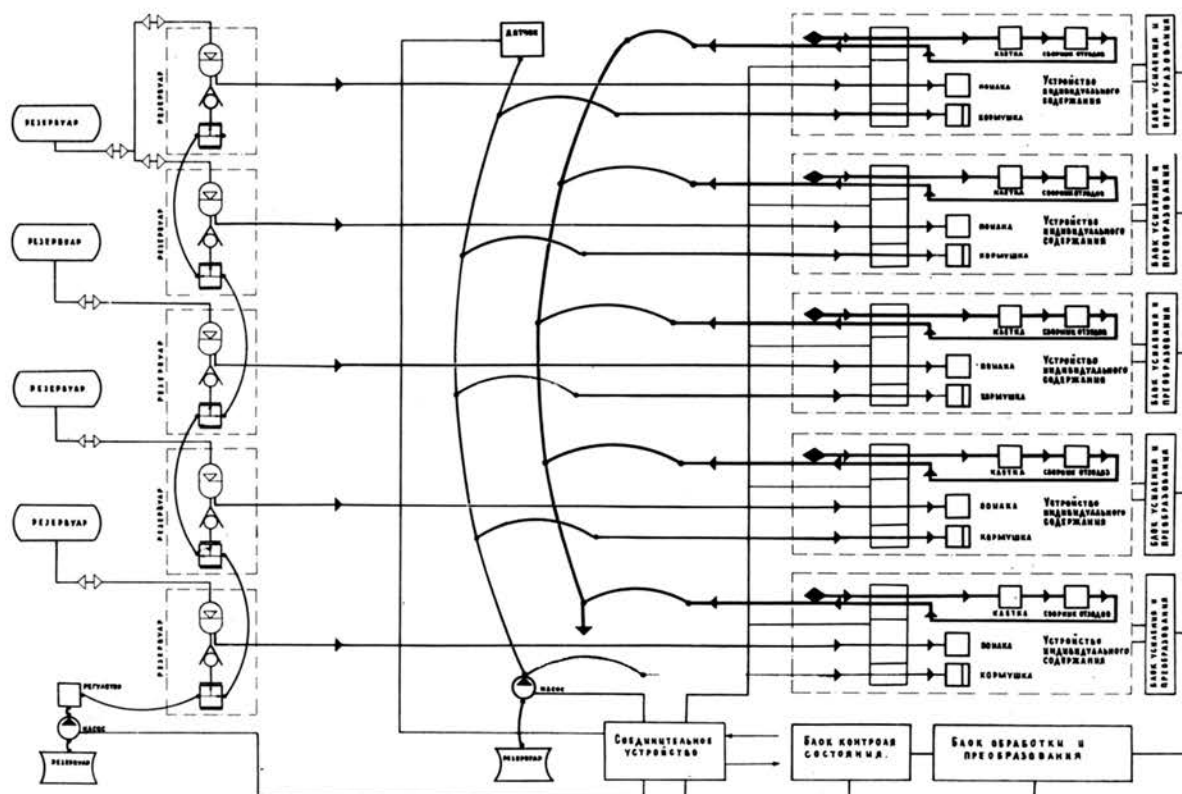 ДАТЧИК
РЕЗЕРВУАР
РЕЗЕРВУАР
РЕЗЕРВУАР
РЕЗЕРВУАР
РЕЗЕРВУАР
РЕЗЕРВУАР
РЕЗЕРВУАР
РЕЗЕРВУАР
РЕЗЕРВУАР
КЛЕТКА
СБОРНИК ОТХОДОВ
ПОИЛКА
КОРМУШКА
УСТРОЙСТВО
ИНДИВИДУАЛЬНОГО
СОДЕРЖАНИЯ
БЛОК УСИЛЕНИЯ И
ПРЕОБРАЗОВАНИЯ
КЛЕТКА
СБОРНИК ОТХОДОВ
ПОИЛКА
КОРМУШКА
УСТРОЙСТВО
ИНДИВИДУАЛЬНОГО
СОДЕРЖАНИЯ
БЛОК УСИЛЕНИЯ И
ПРЕОБРАЗОВАНИЯ
КЛЕТКА
СБОРНИК ОТХОДОВ
ПОИЛКА
КОРМУШКА
УСТРОЙСТВО
ИНДИВИДУАЛЬНОГО
СОДЕРЖАНИЯ
БЛОК УСИЛЕНИЯ И
ПРЕОБРАЗОВАНИЯ
КЛЕТКА
СБОРНИК ОТХОДОВ
ПОИЛКА
КОРМУШКА
УСТРОЙСТВО
ИНДИВИДУАЛЬНОГО
СОДЕРЖАНИЯ
БЛОК УСИЛЕНИЯ И
ПРЕОБРАЗОВАНИЯ
КЛЕТКА
СБОРНИК ОТХОДОВ
ПОИЛКА
КОРМУШКА
УСТРОЙСТВО
ИНДИВИДУАЛЬНОГО
СОДЕРЖАНИЯ
БЛОК УСИЛЕНИЯ И
ПРЕОБРАЗОВАНИЯ
НАСОС
РЕЗЕРВУАР
НАСОС
РЕЗЕРВУАР
СОЕДИНИТЕЛЬНОЕ
УСТРОЙСТВО
БЛОК КОНТРОЛЯ
СОСТОЯНИЯ.
БЛОК ОБРАБОТКИ И
ПРЕОБРАЗОВАНИЯ